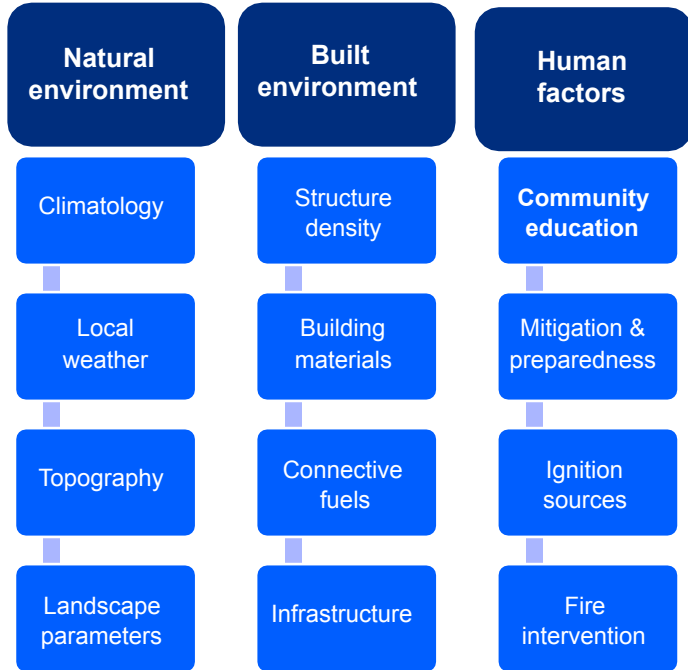 Natural
environment
Climatology
Local
weather
Topography
Landscape
parameters
Built
environment
Structure
density
Building
materials
Connective
fuels
Infrastructure
Human
factors
Community
education
Mitigation &
preparedness
Ignition
sources
Fire
intervention